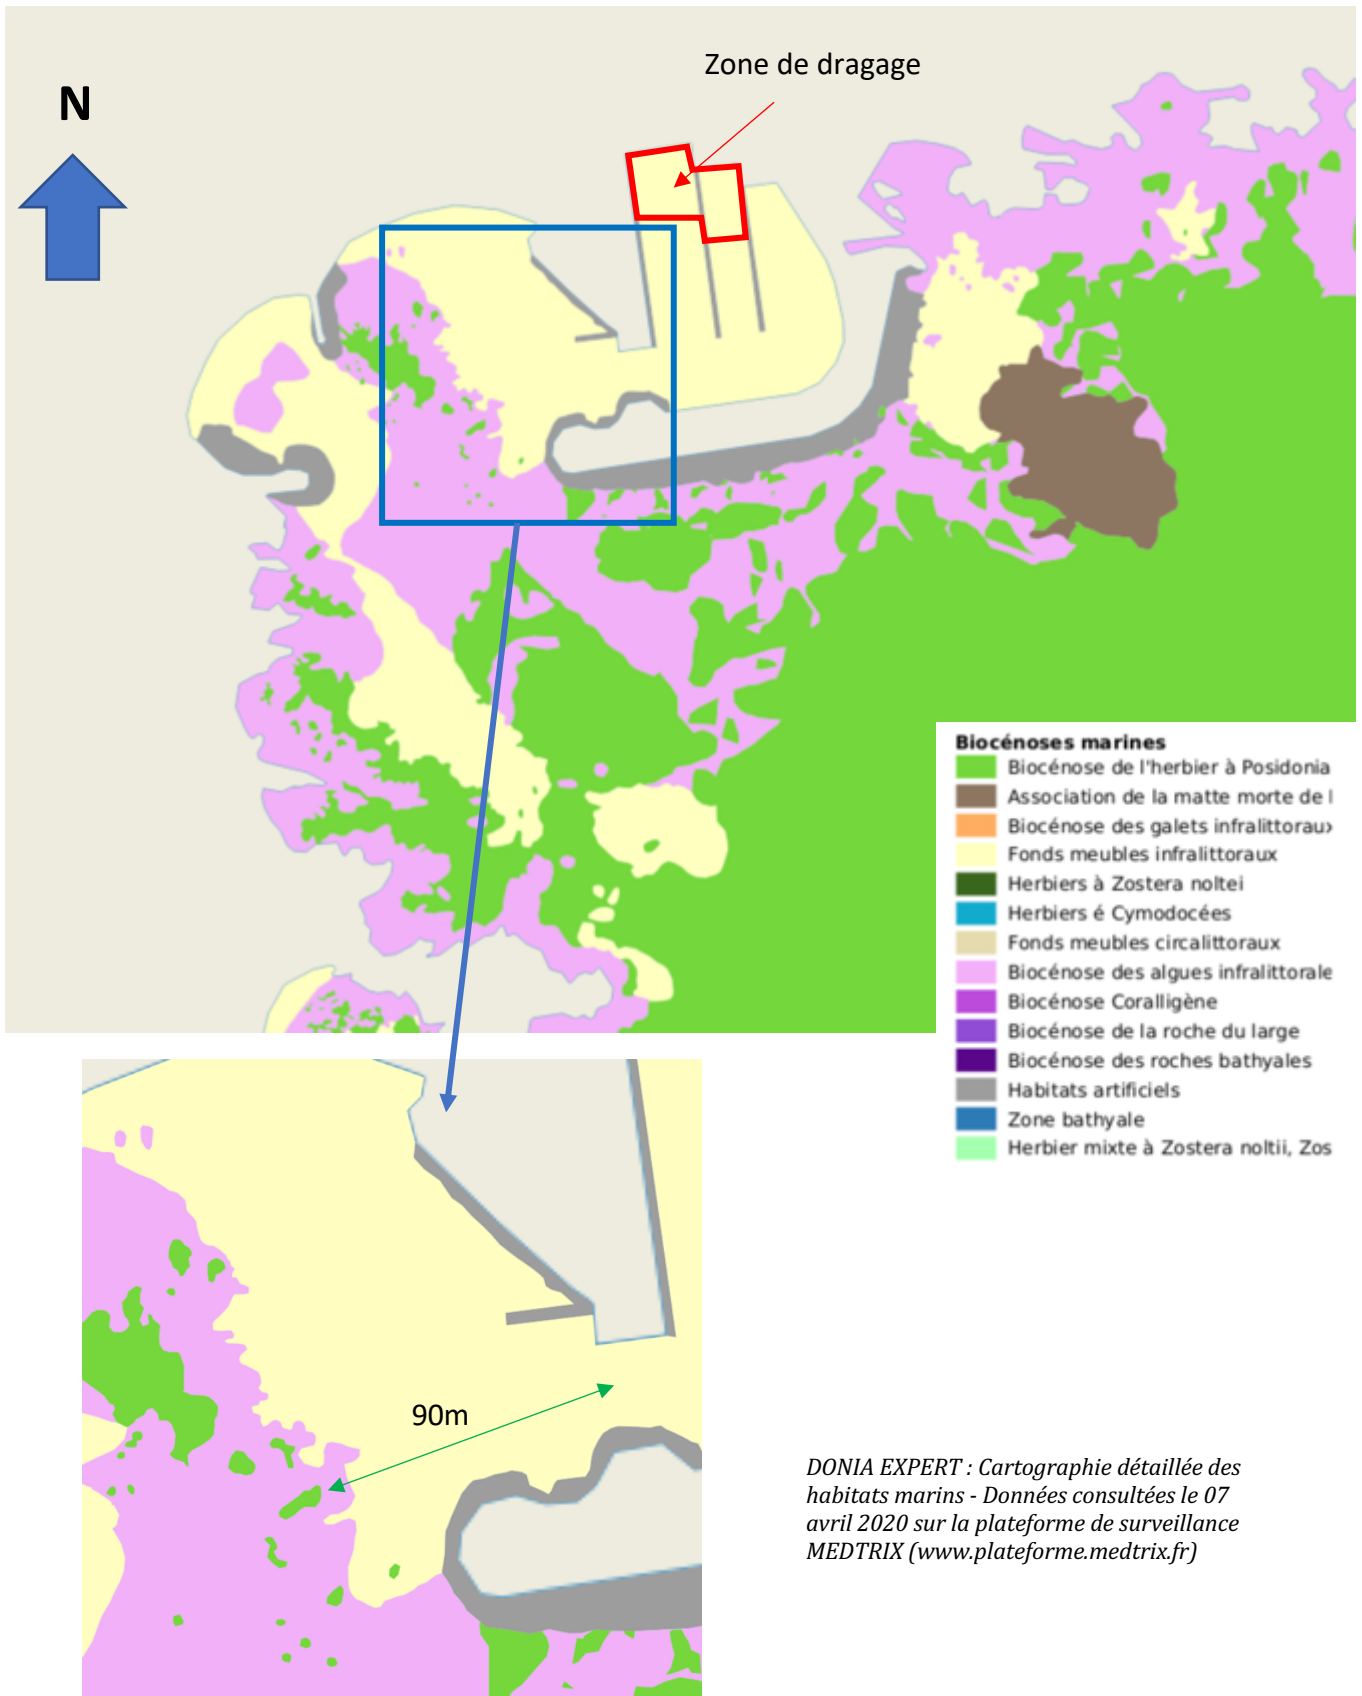 Zone de dragage
N
Biocénoses marines
Biocénose de l'herbier à Posidonia
Association de la matte morte de l
Biocénose des galets infralittoraux
Fonds meubles infralittoraux
Herbiers à Zostera noltei
Herbiers é Cymodocées
Fonds meubles circalittoraux
Biocénose des algues infralittorale
Biocénose Coralligène
Biocénose de la roche du large
Biocénose des roches bathyales
Habitats artificiels
Zone bathyale
Herbier mixte à Zostera noltii, Zos
90m
DONIA EXPERT : Cartographie détaillée des
habitats marins - Données consultées le 07
avril 2020 sur la plateforme de surveillance
MEDTRIX (www.plateforme.medtrix.fr)